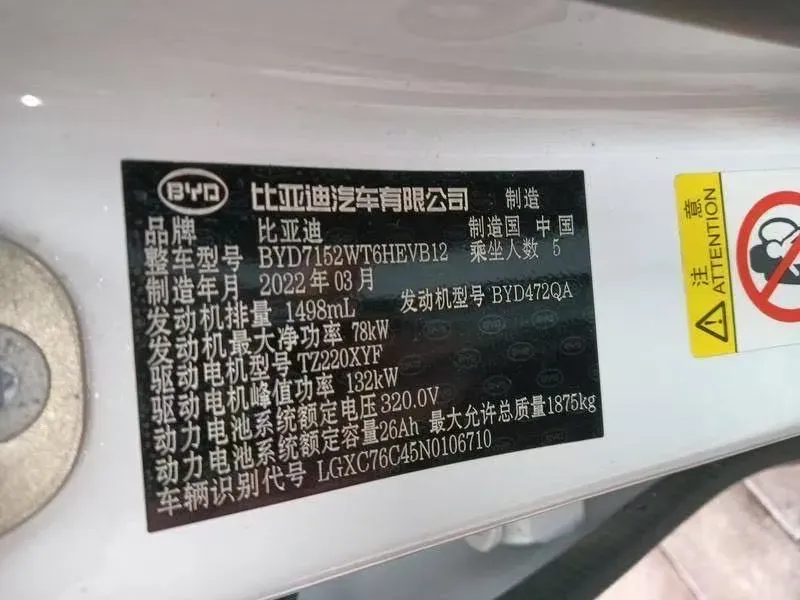 BYD 比亚迪汽车有限公司 制造
品牌 比亚迪 制造国 中国
整车型号 BYD7152WT6HEVB12 乘坐人数 5
制造年月 2022年03月
发动机排量 1498mL 发动机型号 BYD472QA
发动机最大净功率 78kW
驱动电机型号 TZ220XYF
驱动电机峰值功率 132kW
动力电池系统额定电压320.0V
动力电池系统额定容量26Ah 最大允许总质量1875kg
车辆识别代号 LGXC76C45N0106710
注意
ATTENTION